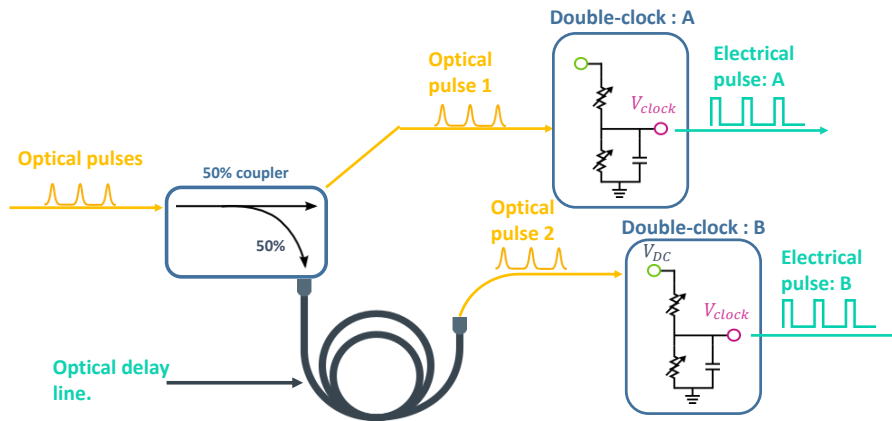 Double-clock : A
Optical
pulse 1
Electrical
pulse: A
V_clock
Optical pulses
50% coupler
50%
Optical
pulse 2
Double-clock : B
V_DC
V_clock
Electrical
pulse: B
Optical delay
line.